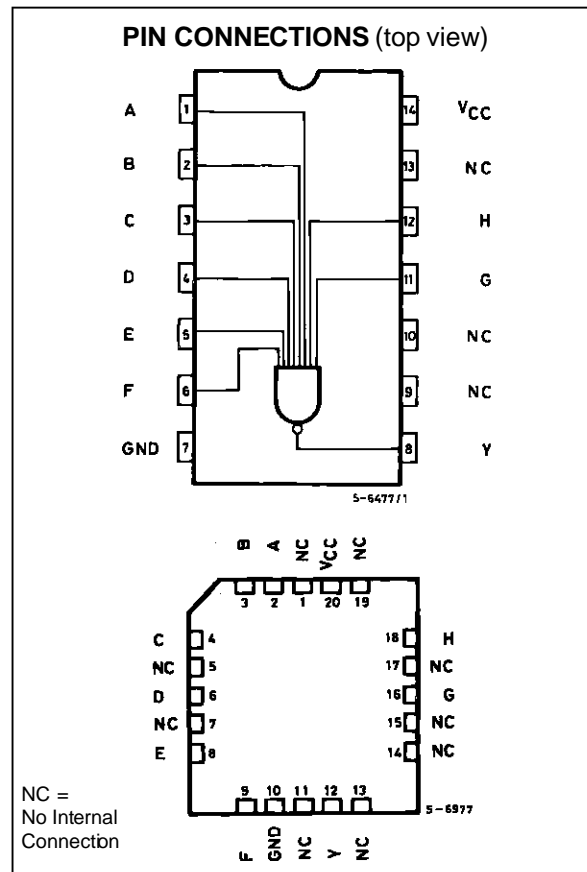 PIN CONNECTIONS (top view)
A 1 14 VCC
B 2 13 NC
C 3 12 H
D 4 11 G
E 5 10 NC
F 6 9 NC
GND 7 8 Y
S-6477/1
B A NC VCC NC
3 2 1 20 19
C 4 18 H
NC 5 17 NC
D 6 16 G
NC 7 15 NC
E 8 14 NC
9 10 11 12 13
S-6977
F GND NC Y NC
NC =
No Internal
Connection